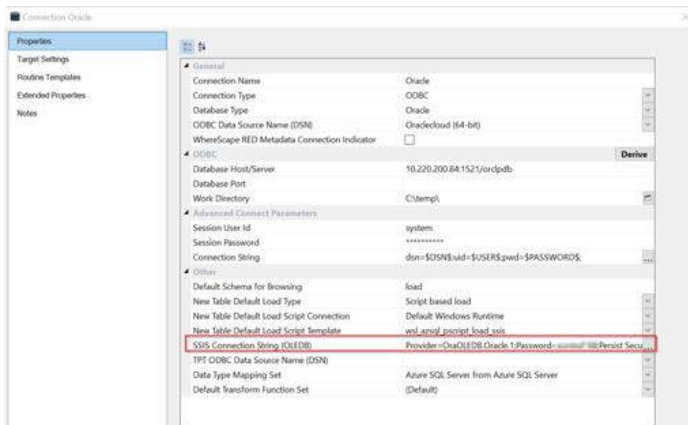 Connection Oracle
Properties
Target Settings
Routine Templates
Extended Properties
Notes
General
Connection Name Oracle
Connection Type ODBC
Database Type Oracle
ODBC Data Source Name (DSN) Oraclecloud (64-bit)
WhereScape RED Metadata Connection Indicator
ODBC Derive
Database Host/Server 10.220.200.84:1521/orclpdb
Database Port
Work Directory C:\temp\
Advanced Connect Parameters
Session User Id system
Session Password **********
Connection String dsn=$DSN$;uid=$USER$;pwd=$PASSWORD$;
Other
Default Schema for Browsing load
New Table Default Load Type Script based load
New Table Default Load Script Connection Default Windows Runtime
New Table Default Load Script Template wsl_azsql_pscript_load_ssis
SSIS Connection String (OLEDB) Provider=OraOLEDB.Oracle.1;Password= ;Persist Secu...
TPT ODBC Data Source Name (DSN)
Data Type Mapping Set Azure SQL Server from Azure SQL Server
Default Transform Function Set (Default)